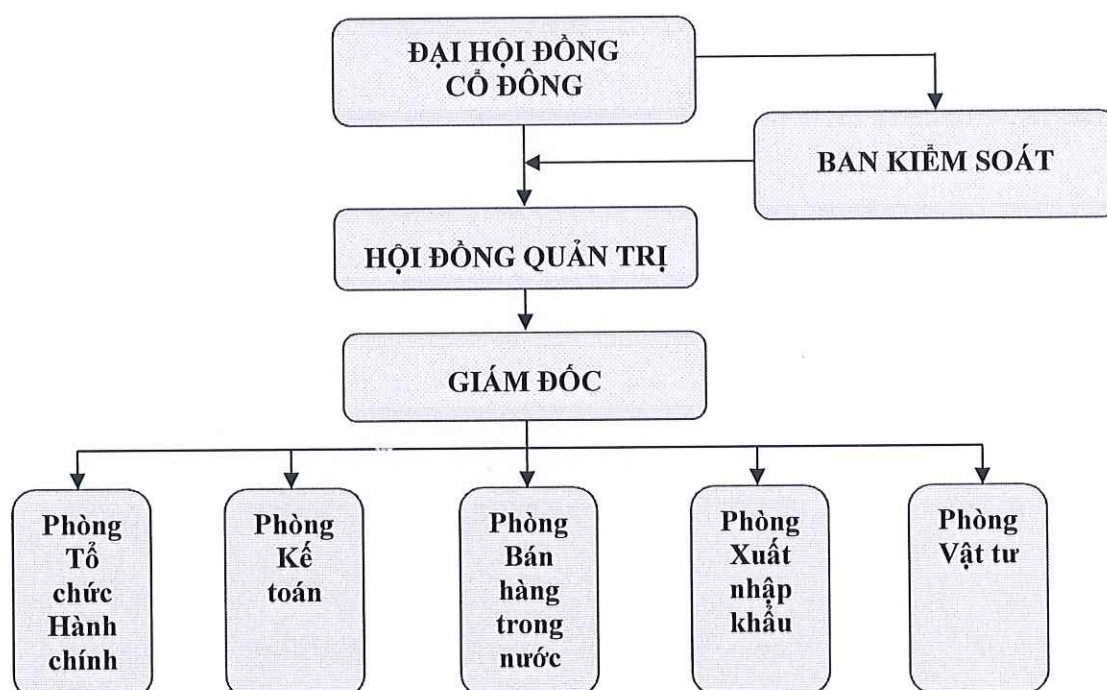 ĐẠI HỘI ĐỒNG
CỔ ĐÔNG
BAN KIỂM SOÁT
HỘI ĐỒNG QUẢN TRỊ
GIÁM ĐỐC
Phòng
Tổ
chức
Hành
chính
Phòng
Kế
toán
Phòng
Bán
hàng
trong
nước
Phòng
Xuất
nhập
khẩu
Phòng
Vật tư